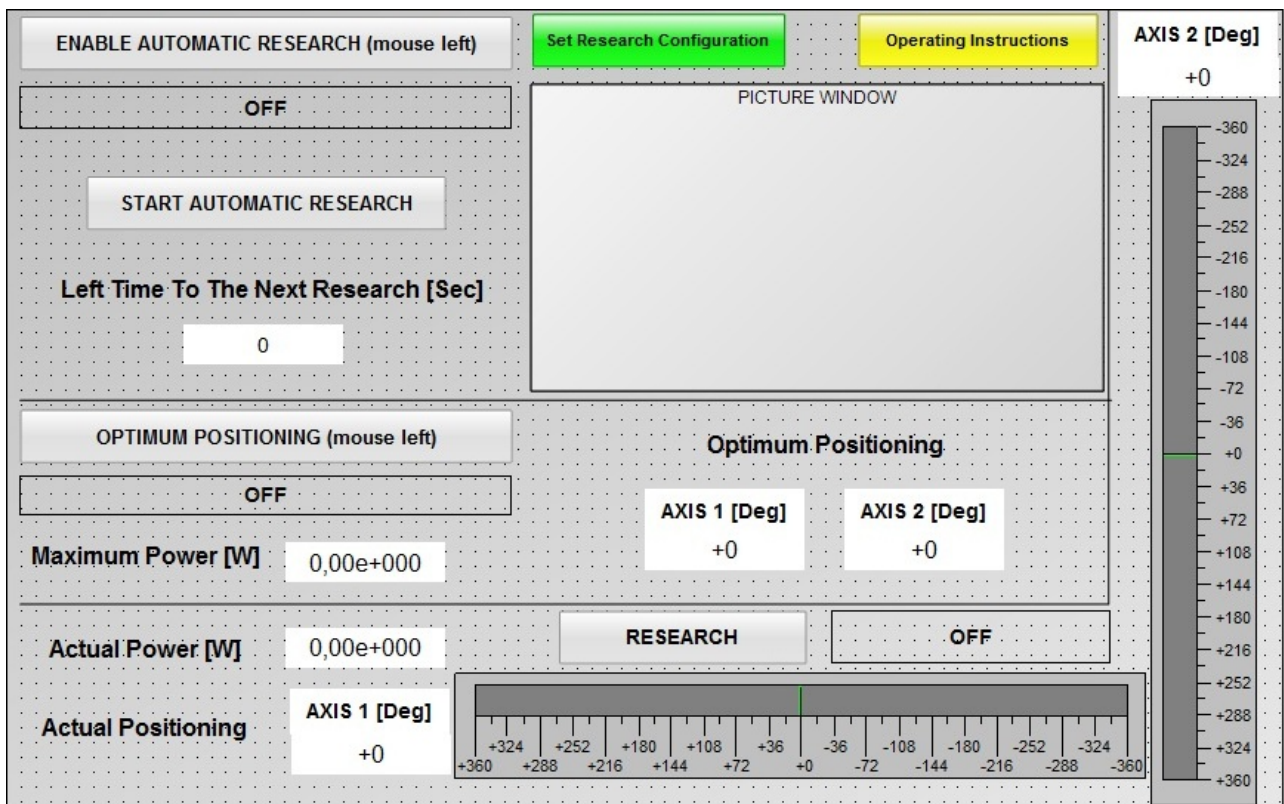 ENABLE AUTOMATIC RESEARCH (mouse left)
Set Research Configuration
Operating Instructions
AXIS 2 [Deg]
+0
OFF
PICTURE WINDOW
START AUTOMATIC RESEARCH
Left Time To The Next Research [Sec]
0
-360
-324
-288
-252
-216
-180
-144
-108
-72
-36
+0
+36
+72
+108
+144
+180
+216
+252
+288
+324
+360
OPTIMUM POSITIONING (mouse left)
OFF
Optimum Positioning
AXIS 1 [Deg]
+0
AXIS 2 [Deg]
+0
Maximum Power [W]
0,00e+000
Actual Power [W]
0,00e+000
RESEARCH
OFF
Actual Positioning
AXIS 1 [Deg]
+0
+324 +252 +180 +108 +36 -36 -108 -180 -252 -324
+360 +288 +216 +144 +72 +0 -72 -144 -216 -288 -360